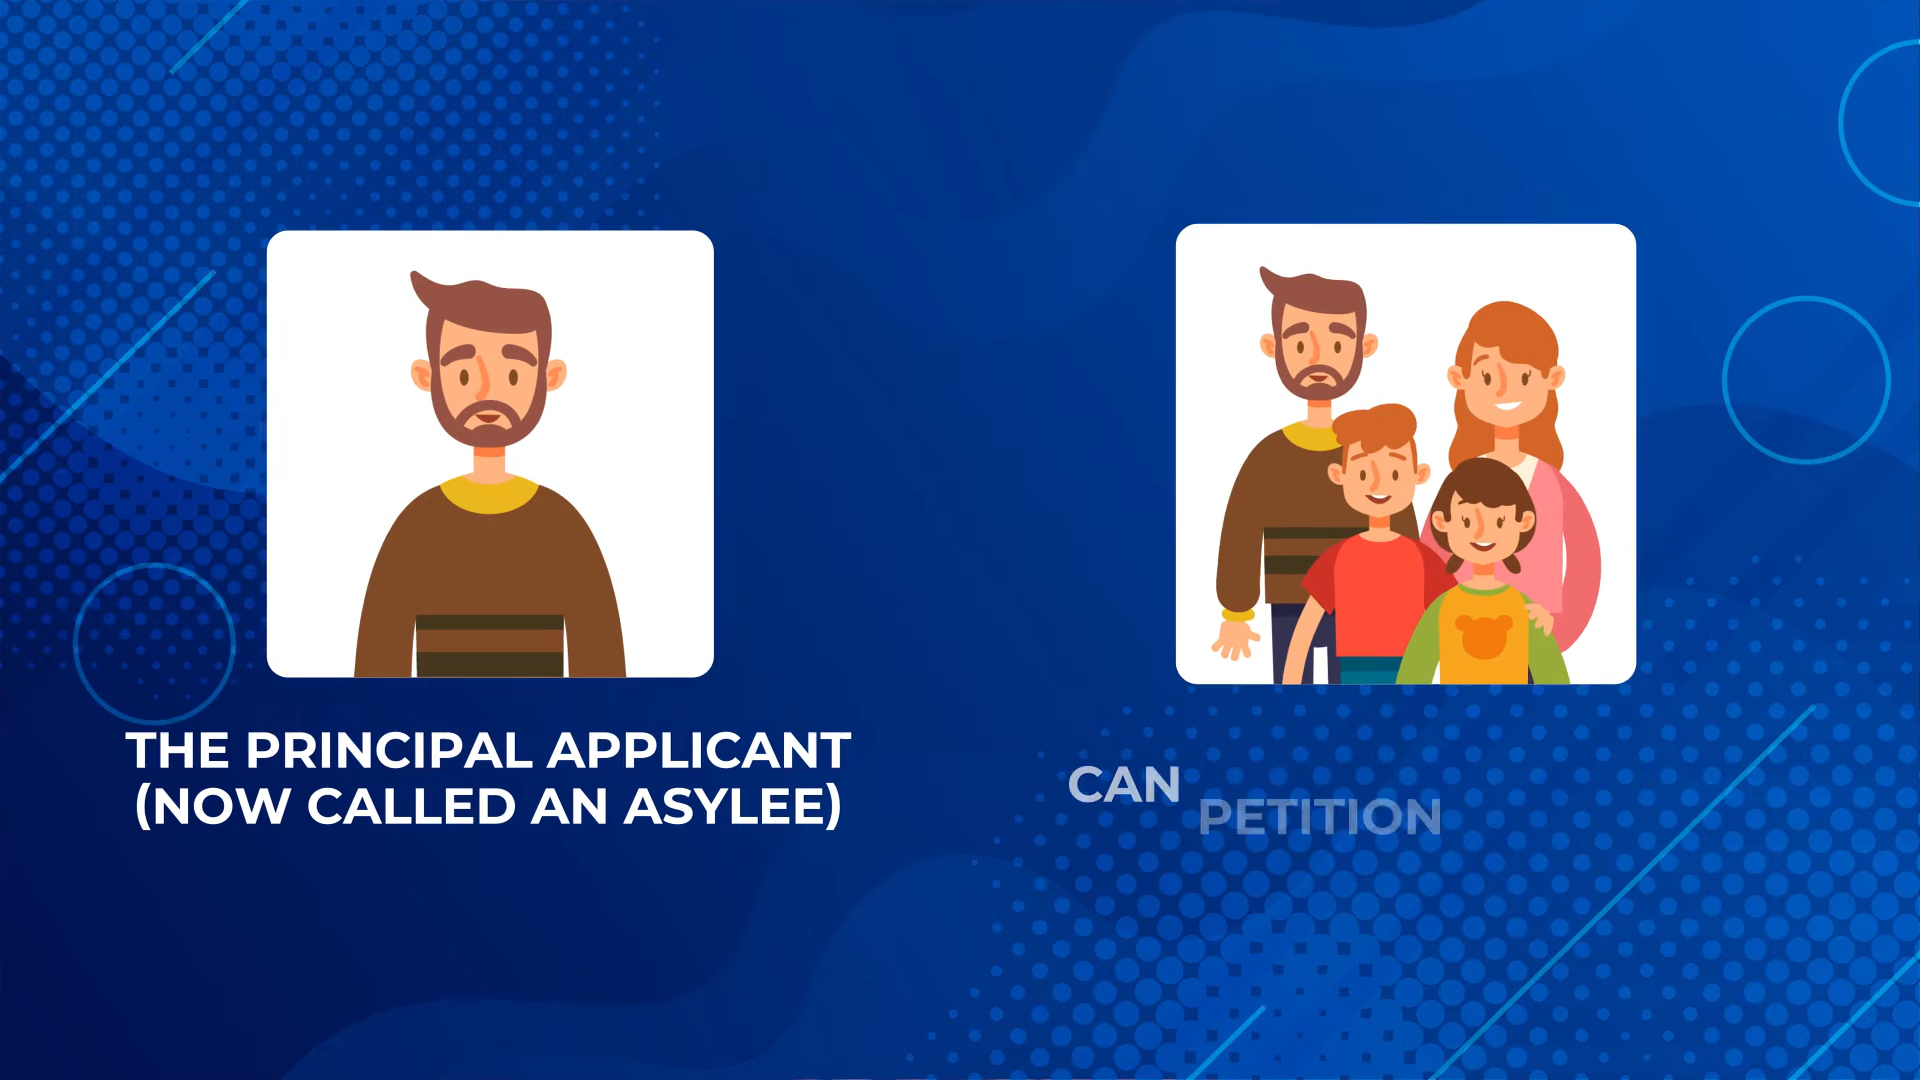 THE PRINCIPAL APPLICANT
(NOW CALLED AN ASYLEE)
CAN PETITION